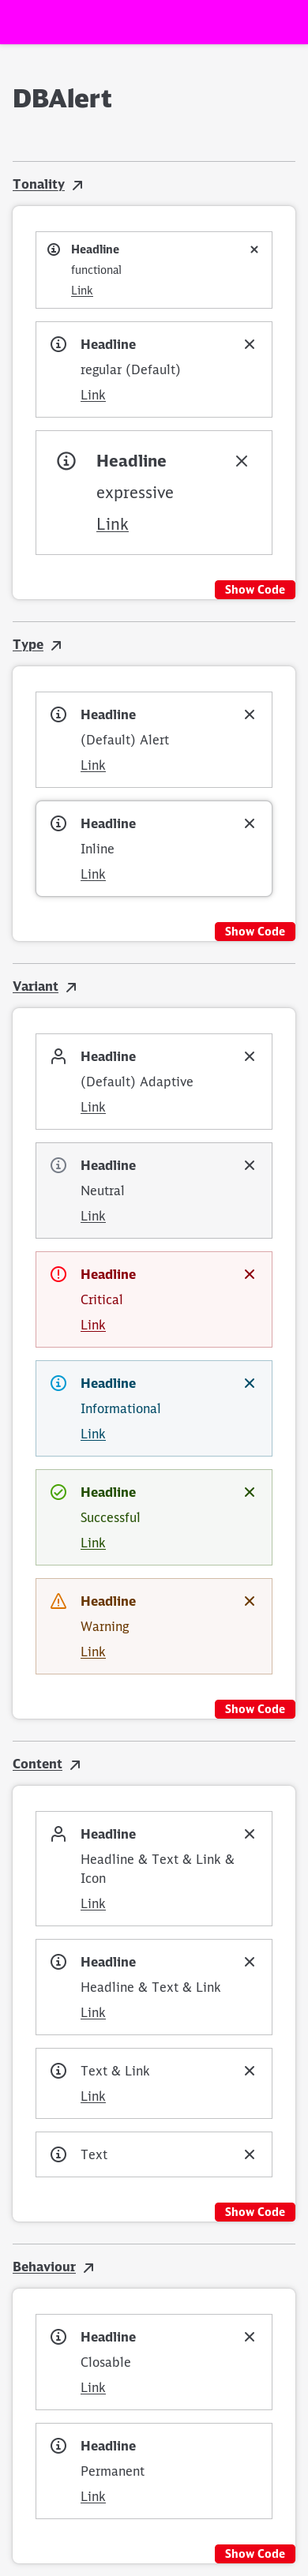 DBAlert
Tonality
Headline
functional
Link
Headline
regular (Default)
Link
Headline
expressive
Link
Show Code
Type
Headline
(Default) Alert
Link
Headline
Inline
Link
Show Code
Variant
Headline
(Default) Adaptive
Link
Headline
Neutral
Link
Headline
Critical
Link
Headline
Informational
Link
Headline
Successful
Link
Headline
Warning
Link
Show Code
Content
Headline
Headline & Text & Link &
Icon
Link
Headline
Headline & Text & Link
Link
Text & Link
Link
Text
Show Code
Behaviour
Headline
Closable
Link
Headline
Permanent
Link
Show Code